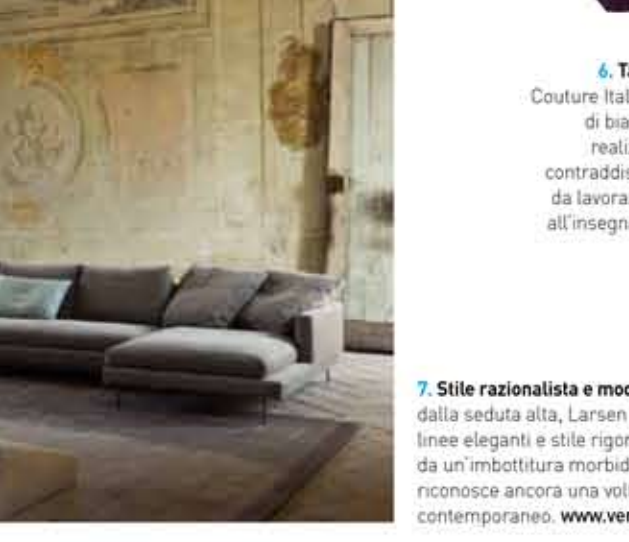 6. Ta
Couture Ital
di bia
reali
contraddis
da lavora
all'insegn
7. Stile razionalista e mod
dalla seduta alta, Larsen
linee eleganti e stile rigor
da un'imbottitura morbid
riconosce ancora una vol
contemporaneo. www.ver